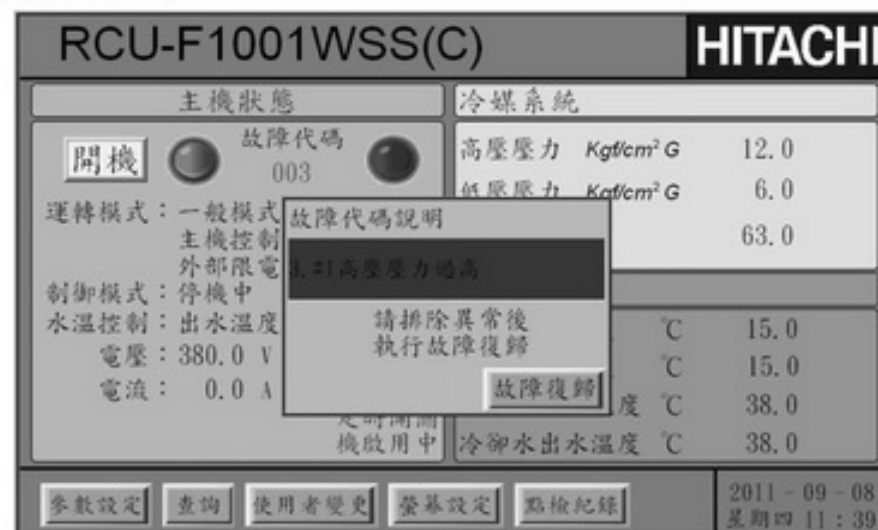 RCU-F1001WSS(C)
HITACHI
主機狀態
開機
故障代碼
003
運轉模式：一般模式
主機控制
外部限電
制御模式：停機中
水溫控制：出水溫度
電壓：380.0 V
電流： 0.0 A
機啟用中
冷媒系統
高壓壓力 Kgf/cm² G 12.0
低壓壓力 Kgf/cm² G 6.0
63.0
故障代碼說明
3.#1高壓壓力過高
請排除異常後
執行故障復歸
故障復歸
℃ 15.0
℃ 15.0
度 ℃ 38.0
冷卻水出水溫度 ℃ 38.0
參數設定
查詢
使用者變更
螢幕設定
點檢紀錄
2011 - 09 - 08
星期四 11 : 39